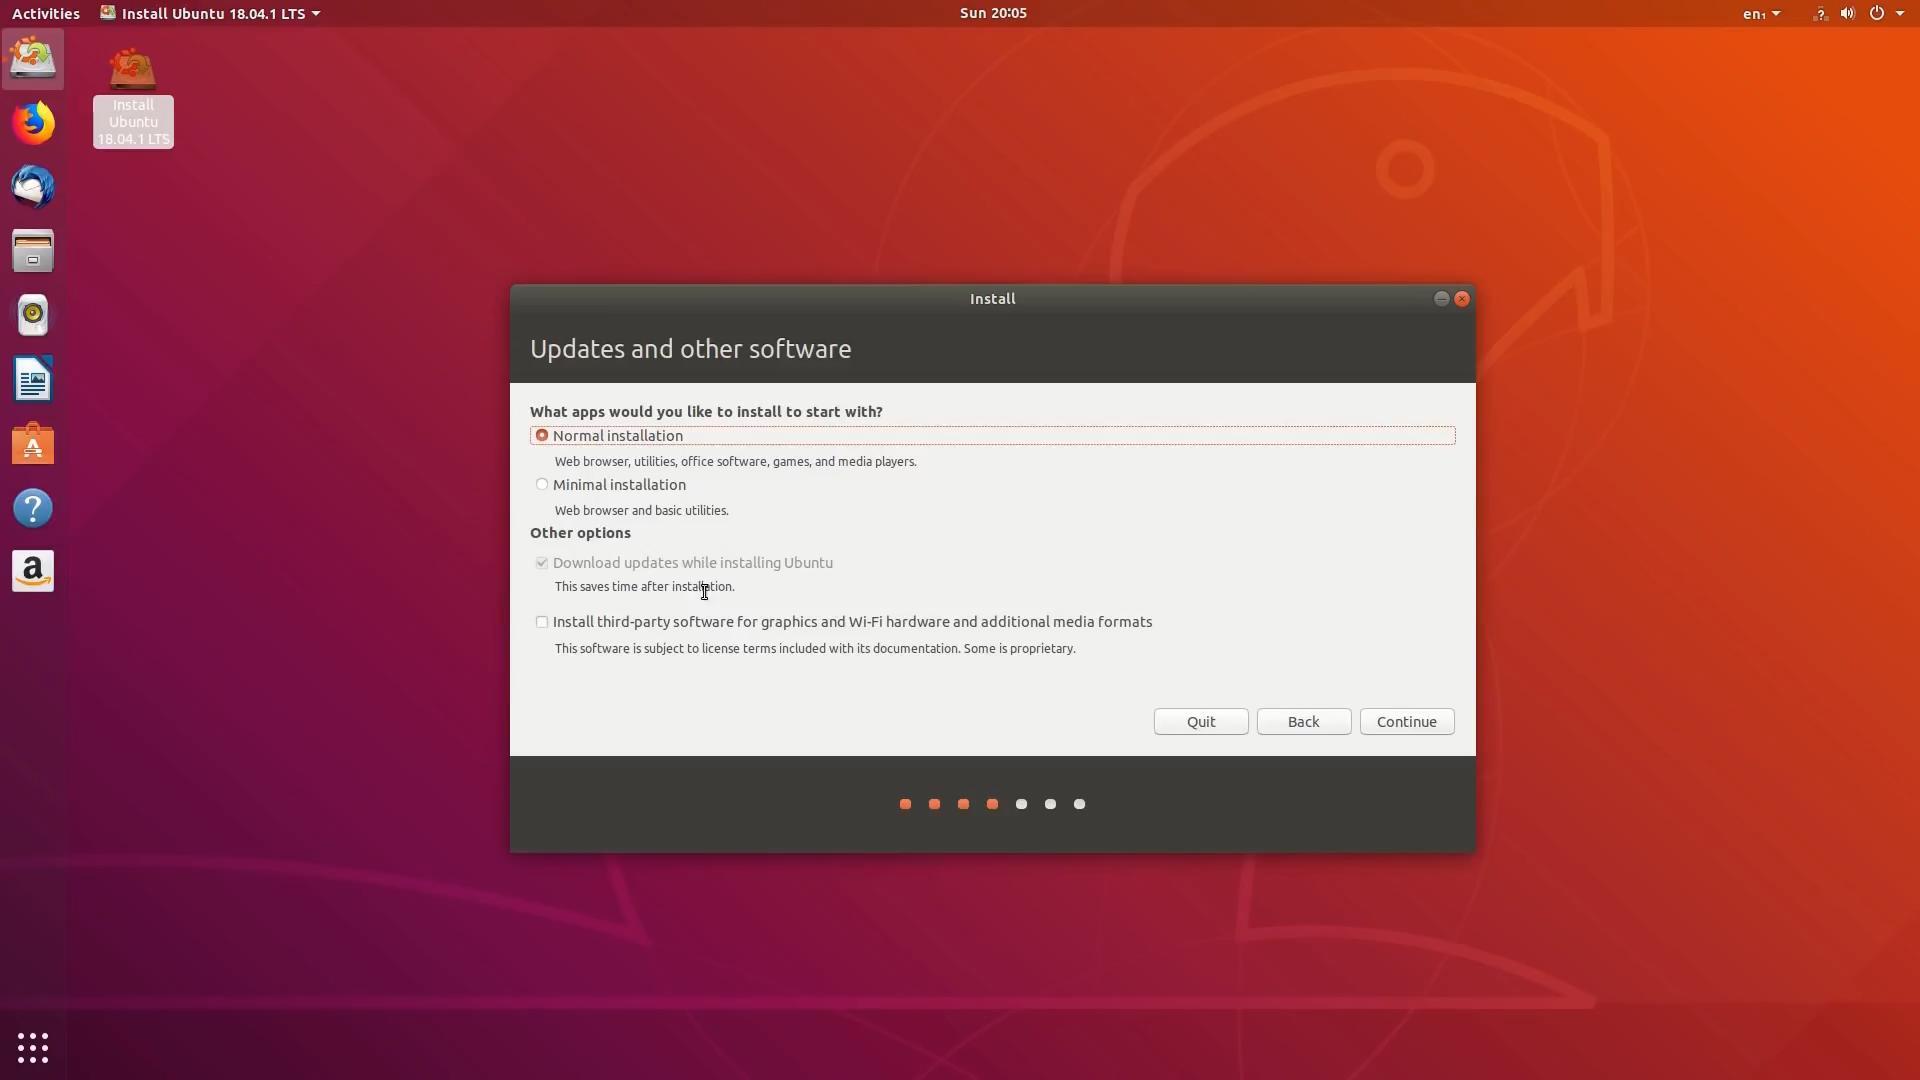 Activities
Install Ubuntu 18.04.1 LTS
Sun 20:05
en₁
Install
Ubuntu
18.04.1 LTS
Install
Updates and other software
What apps would you like to install to start with?
Normal installation
Web browser, utilities, office software, games, and media players.
Minimal installation
Web browser and basic utilities.
Other options
Download updates while installing Ubuntu
This saves time after installation.
Install third-party software for graphics and Wi-Fi hardware and additional media formats
This software is subject to license terms included with its documentation. Some is proprietary.
Quit
Back
Continue